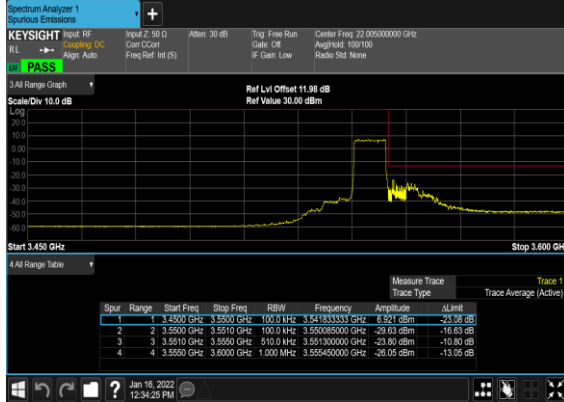 Spectrum Analyzer 1
Spurious Emissions
KEYSIGHT
RL
Input: RF
Coupling: DC
Align: Auto
Input Z: 50 Ω
Corr CCorr
Freq Ref: Int (S)
Atten: 30 dB
Trig: Free Run
Gate: Off
IF Gain: Low
Center Freq: 22.005000000 GHz
Avg|Hold: 100/100
Radio Std: None
PASS
3 All Range Graph
Scale/Div 10.0 dB
Ref Lvl Offset 11.98 dB
Ref Value 30.00 dBm
Log
20.0
10.0
0.00
-10.0
-20.0
-30.0
-40.0
-50.0
-60.0
Start 3.450 GHz
Stop 3.600 GH
4 All Range Table
Measure Trace Trace 1
Trace Type Trace Average (Active)
Spur Range Start Freq Stop Freq RBW Frequency Amplitude ΔLimit
1 1 3.4500 GHz 3.5500 GHz 100.0 kHz 3.541833333 GHz 6.921 dBm -23.08 dB
2 2 3.5500 GHz 3.5510 GHz 100.0 kHz 3.550085000 GHz -29.63 dBm -16.63 dB
3 3 3.5510 GHz 3.5550 GHz 510.0 kHz 3.551300000 GHz -23.80 dBm -10.80 dB
4 4 3.5550 GHz 3.6000 GHz 1.000 MHz 3.555450000 GHz -26.05 dBm -13.05 dB
?
Jan 16, 2022
12:34:25 PM